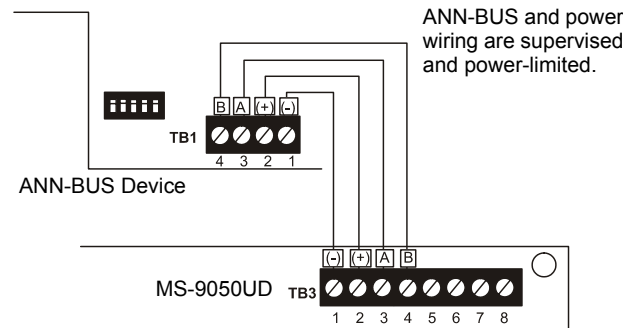 ANN-BUS and power
wiring are supervised
and power-limited.
B A (+) (-)
TB1
4 3 2 1
ANN-BUS Device
(-) (+) A B
MS-9050UD TB3
1 2 3 4 5 6 7 8